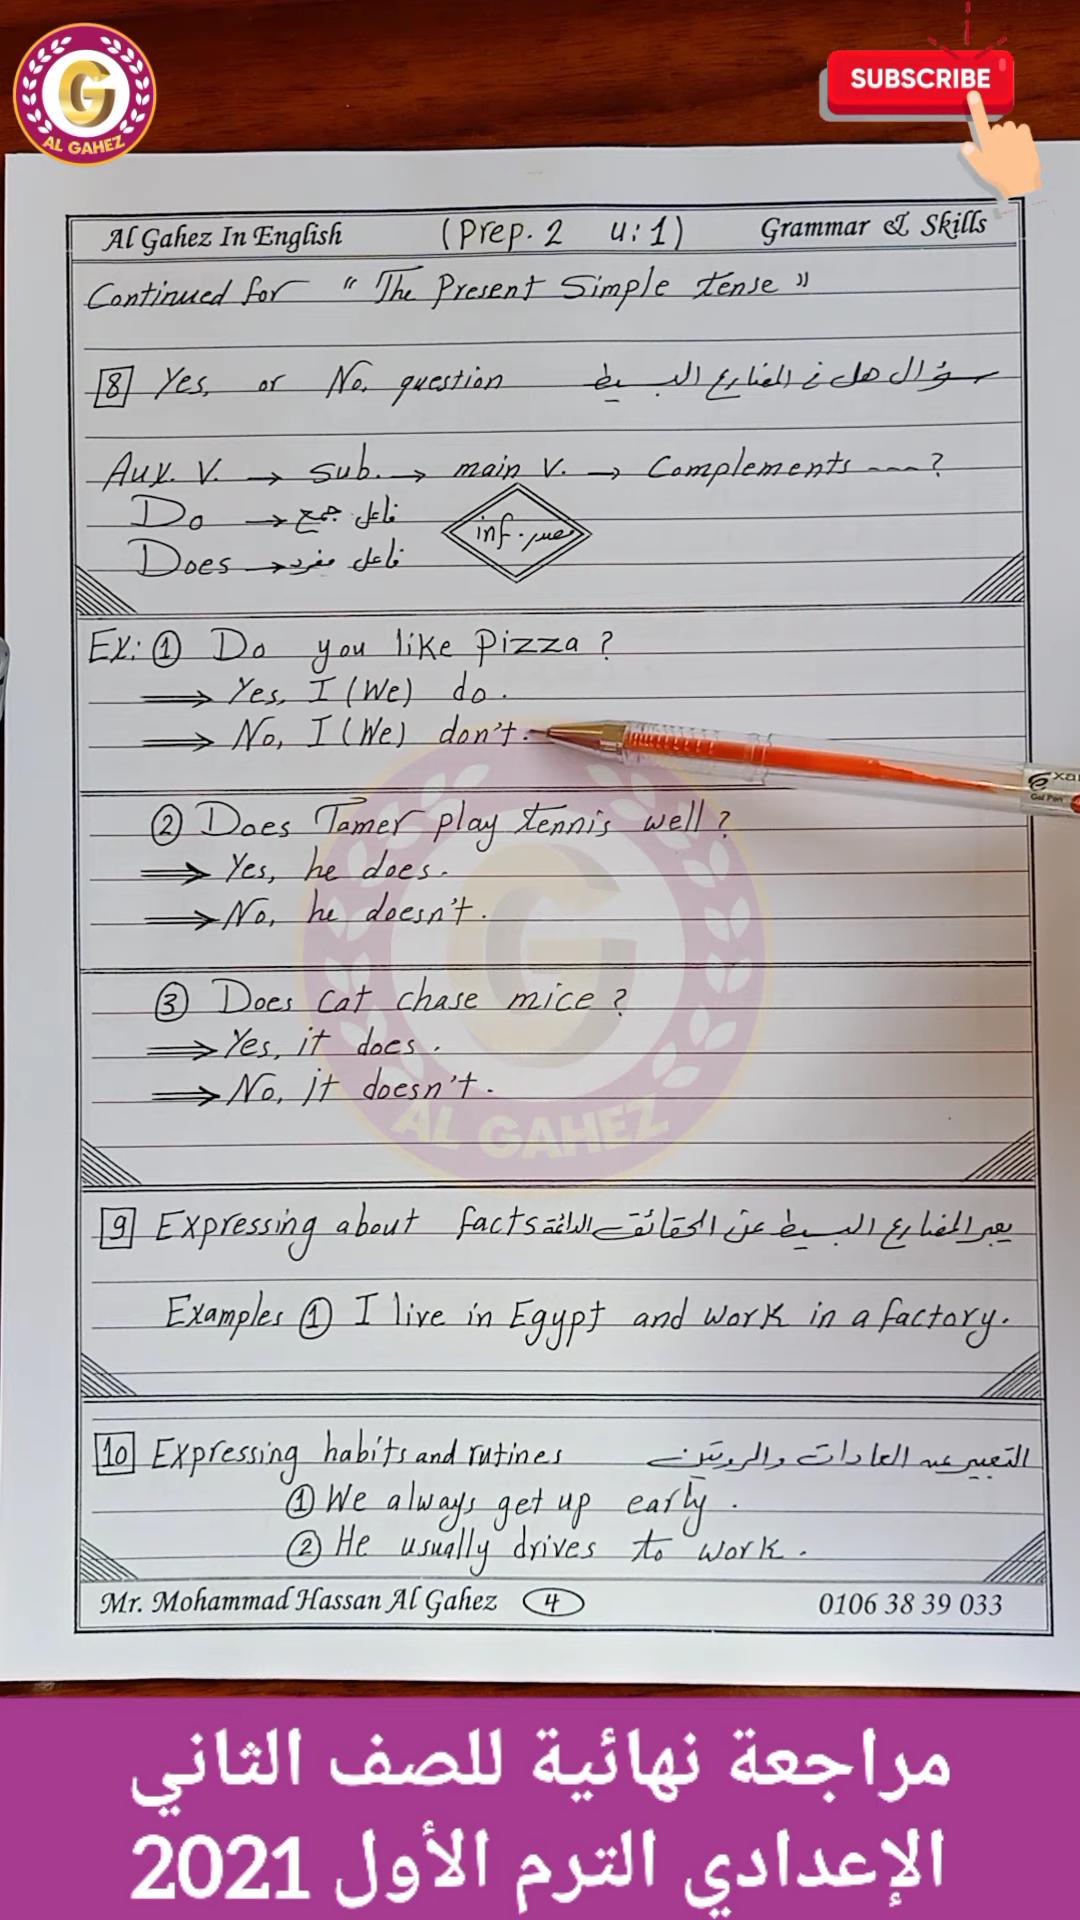 G
AL GAHEZ
SUBSCRIBE
Al Gahez In English (Prep. 2 u: 1) Grammar & Skills
Continued for "The Present Simple tense"
8 Yes, or No, question سؤال هل في المضارع البسيط
Aux. V. → sub. → main V. → Complements ---- ?
Do → فاعل جمع
inf. مصدر
Does → فاعل مفرد
Ex: ① Do you like Pizza ?
⟹ Yes, I (We) do .
⟹ No, I (We) don't .
② Does Tamer play tennis well ?
⟹ Yes, he does .
⟹ No, he doesn't .
③ Does cat chase mice ?
⟹ Yes, it does .
⟹ No, it doesn't .
AL GAHEZ
9 Expressing about facts يعبر المضارع البسيط عن الحقائق الدائمة
Examples ① I live in Egypt and work in a factory .
10 Expressing habits and rutines التعبير عن العادات والروتين
① We always get up early .
② He usually drives to work .
Mr. Mohammad Hassan Al Gahez 4 0106 38 39 033
مراجعة نهائية للصف الثاني
الإعدادي الترم الأول 2021